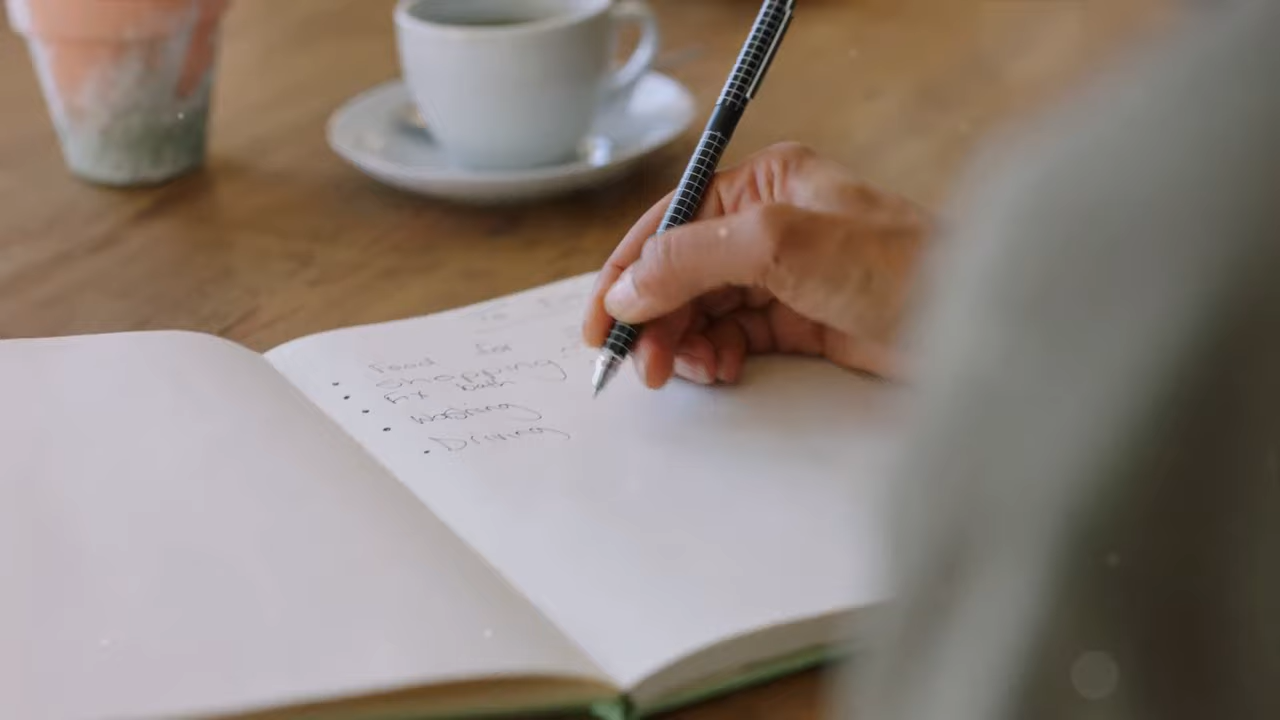 Food for
• Shopping
• Fix bath
• Washing
• Driving